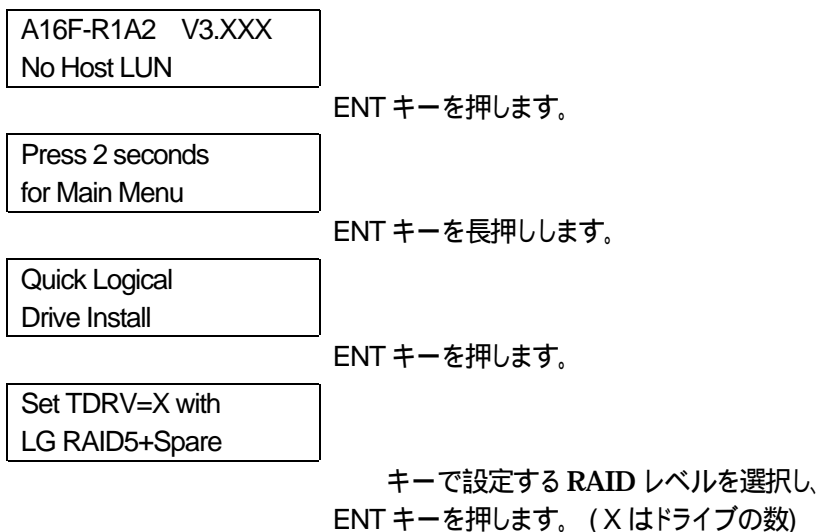 A16F-R1A2 V3.XXX
No Host LUN
ENT キーを押します。
Press 2 seconds
for Main Menu
ENT キーを長押しします。
Quick Logical
Drive Install
ENT キーを押します。
Set TDRV=X with
LG RAID5+Spare
キーで設定する RAID レベルを選択し、
ENT キーを押します。 ( X はドライブの数)